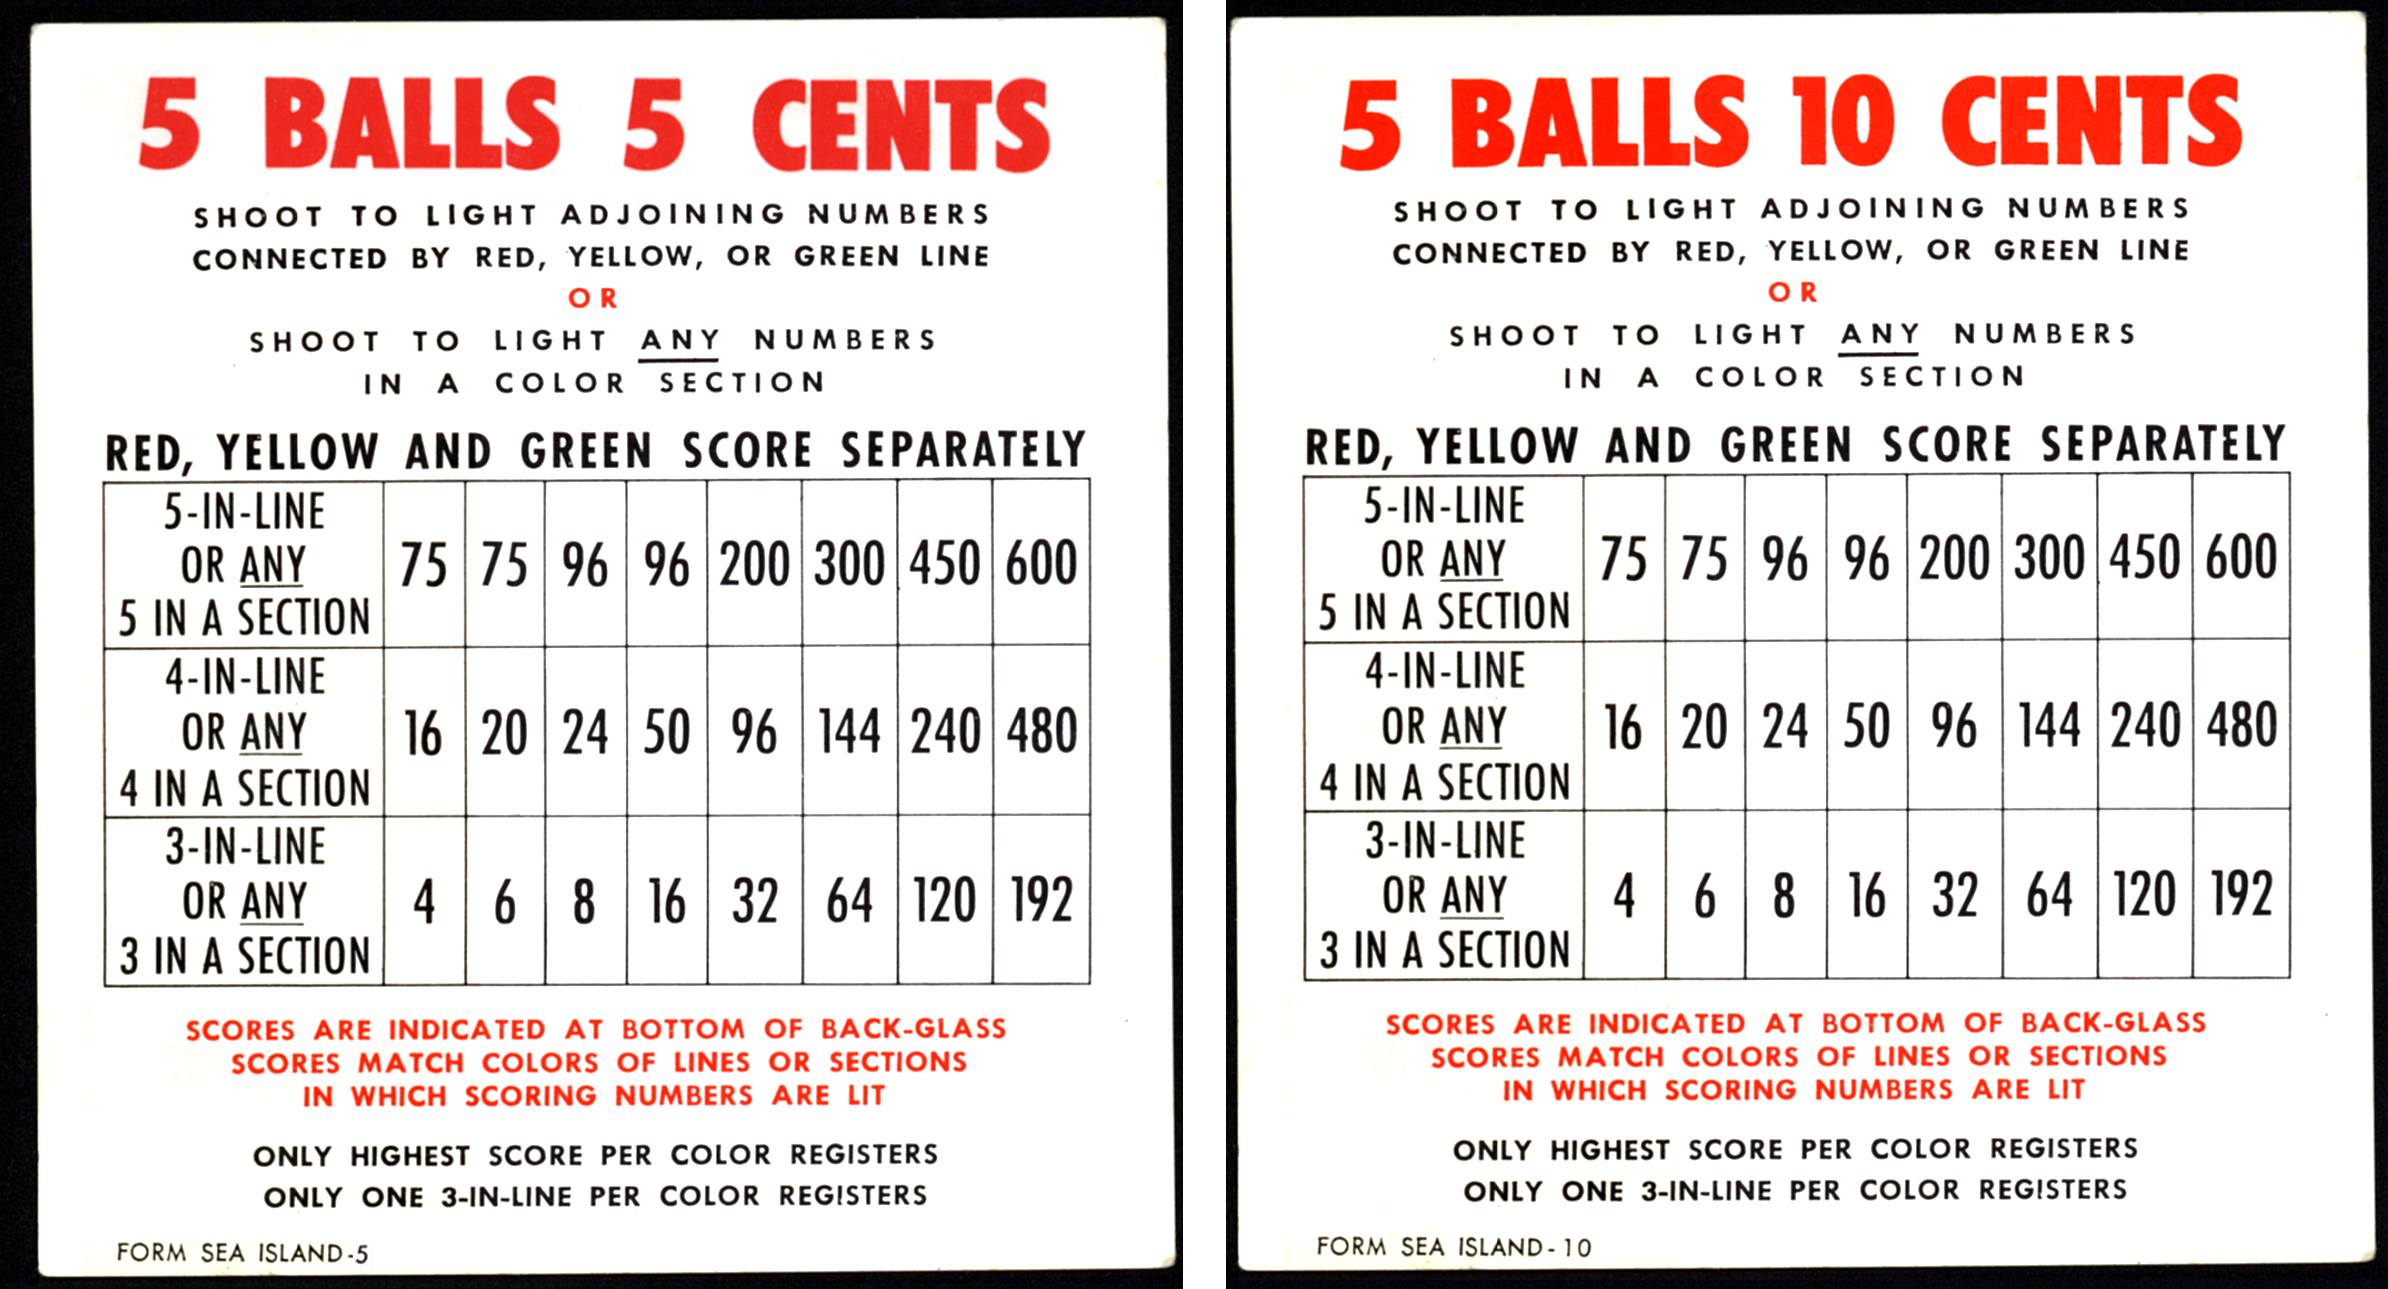 5 BALLS 5 CENTS
SHOOT TO LIGHT ADJOINING NUMBERS
CONNECTED BY RED, YELLOW, OR GREEN LINE
OR
SHOOT TO LIGHT ANY NUMBERS
IN A COLOR SECTION
RED, YELLOW AND GREEN SCORE SEPARATELY
5-IN-LINE
OR ANY
5 IN A SECTION
75 75 96 96 200 300 450 600
4-IN-LINE
OR ANY
4 IN A SECTION
16 20 24 50 96 144 240 480
3-IN-LINE
OR ANY
3 IN A SECTION
4 6 8 16 32 64 120 192
SCORES ARE INDICATED AT BOTTOM OF BACK-GLASS
SCORES MATCH COLORS OF LINES OR SECTIONS
IN WHICH SCORING NUMBERS ARE LIT
ONLY HIGHEST SCORE PER COLOR REGISTERS
ONLY ONE 3-IN-LINE PER COLOR REGISTERS
FORM SEA ISLAND-5
5 BALLS 10 CENTS
SHOOT TO LIGHT ADJOINING NUMBERS
CONNECTED BY RED, YELLOW, OR GREEN LINE
OR
SHOOT TO LIGHT ANY NUMBERS
IN A COLOR SECTION
RED, YELLOW AND GREEN SCORE SEPARATELY
5-IN-LINE
OR ANY
5 IN A SECTION
75 75 96 96 200 300 450 600
4-IN-LINE
OR ANY
4 IN A SECTION
16 20 24 50 96 144 240 480
3-IN-LINE
OR ANY
3 IN A SECTION
4 6 8 16 32 64 120 192
SCORES ARE INDICATED AT BOTTOM OF BACK-GLASS
SCORES MATCH COLORS OF LINES OR SECTIONS
IN WHICH SCORING NUMBERS ARE LIT
ONLY HIGHEST SCORE PER COLOR REGISTERS
ONLY ONE 3-IN-LINE PER COLOR REGISTERS
FORM SEA ISLAND-10